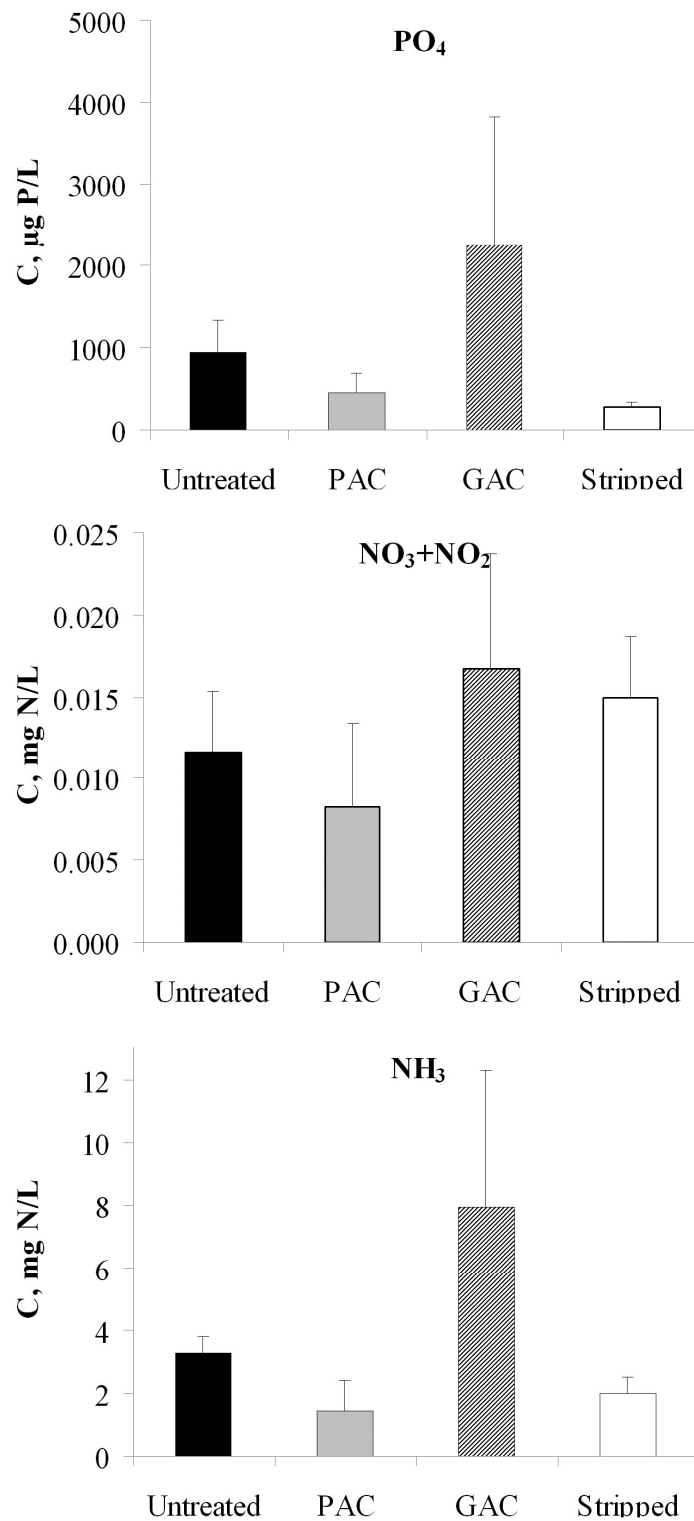 PO₄
C, µg P/L
5000
4000
3000
2000
1000
0
Untreated PAC GAC Stripped
NO₃+NO₂
C, mg N/L
0.025
0.020
0.015
0.010
0.005
0.000
Untreated PAC GAC Stripped
NH₃
C, mg N/L
12
10
8
6
4
2
0
Untreated PAC GAC Stripped